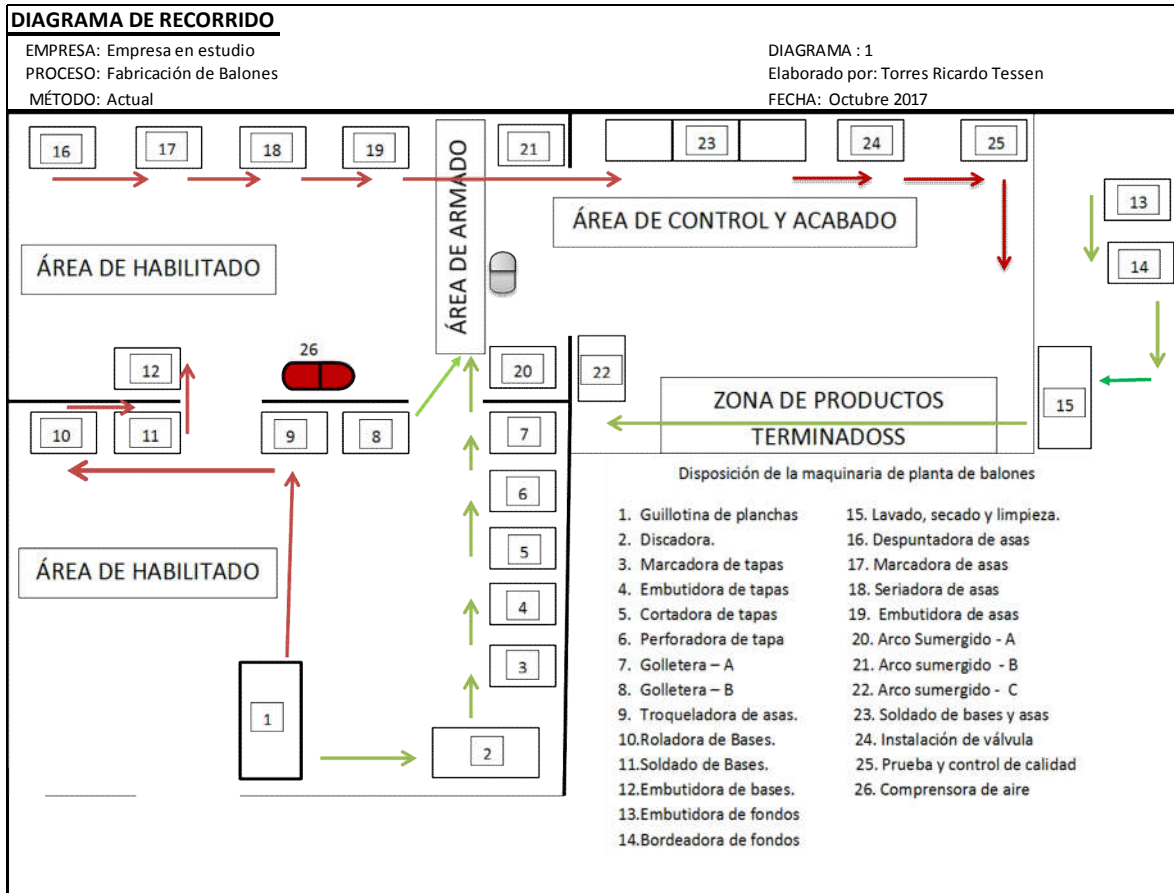 DIAGRAMA DE RECORRIDO
EMPRESA: Empresa en estudio
DIAGRAMA : 1
PROCESO: Fabricación de Balones
Elaborado por: Torres Ricardo Tessen
MÉTODO: Actual
FECHA: Octubre 2017
16
17
18
19
ÁREA DE ARMADO
21
23
24
25
13
ÁREA DE CONTROL Y ACABADO
ÁREA DE HABILITADO
14
26
12
20
22
15
ZONA DE PRODUCTOS
TERMINADOSS
10
11
9
8
7
6
5
4
3
ÁREA DE HABILITADO
1
2
Disposición de la maquinaria de planta de balones
1. Guillotina de planchas
2. Discadora.
3. Marcadora de tapas
4. Embutidora de tapas
5. Cortadora de tapas
6. Perforadora de tapa
7. Golletera – A
8. Golletera – B
9. Troqueladora de asas.
10.Roladora de Bases.
11.Soldado de Bases.
12.Embutidora de bases.
13.Embutidora de fondos
14.Bordeadora de fondos
15. Lavado, secado y limpieza.
16. Despuntadora de asas
17. Marcadora de asas
18. Seriadora de asas
19. Embutidora de asas
20. Arco Sumergido - A
21. Arco sumergido - B
22. Arco sumergido - C
23. Soldado de bases y asas
24. Instalación de válvula
25. Prueba y control de calidad
26. Comprensora de aire